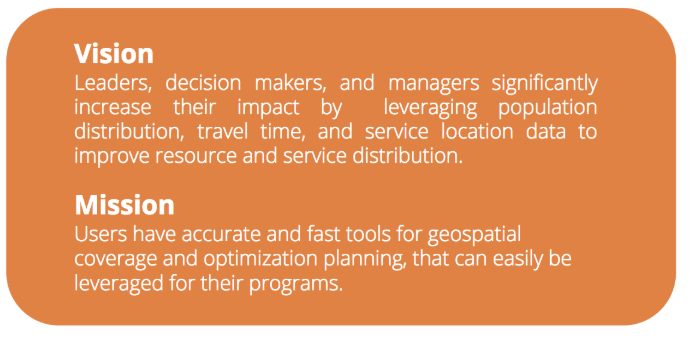 Vision
Leaders, decision makers, and managers significantly
increase their impact by leveraging population
distribution, travel time, and service location data to
improve resource and service distribution.
Mission
Users have accurate and fast tools for geospatial
coverage and optimization planning, that can easily be
leveraged for their programs.